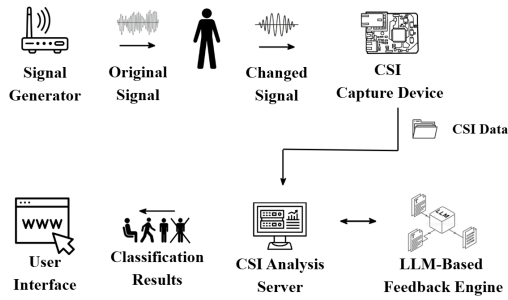 Signal
Generator
Original
Signal
Changed
Signal
CSI
Capture Device
CSI Data
WWW
User
Interface
Classification
Results
CSI Analysis
Server
LLM
LLM-Based
Feedback Engine